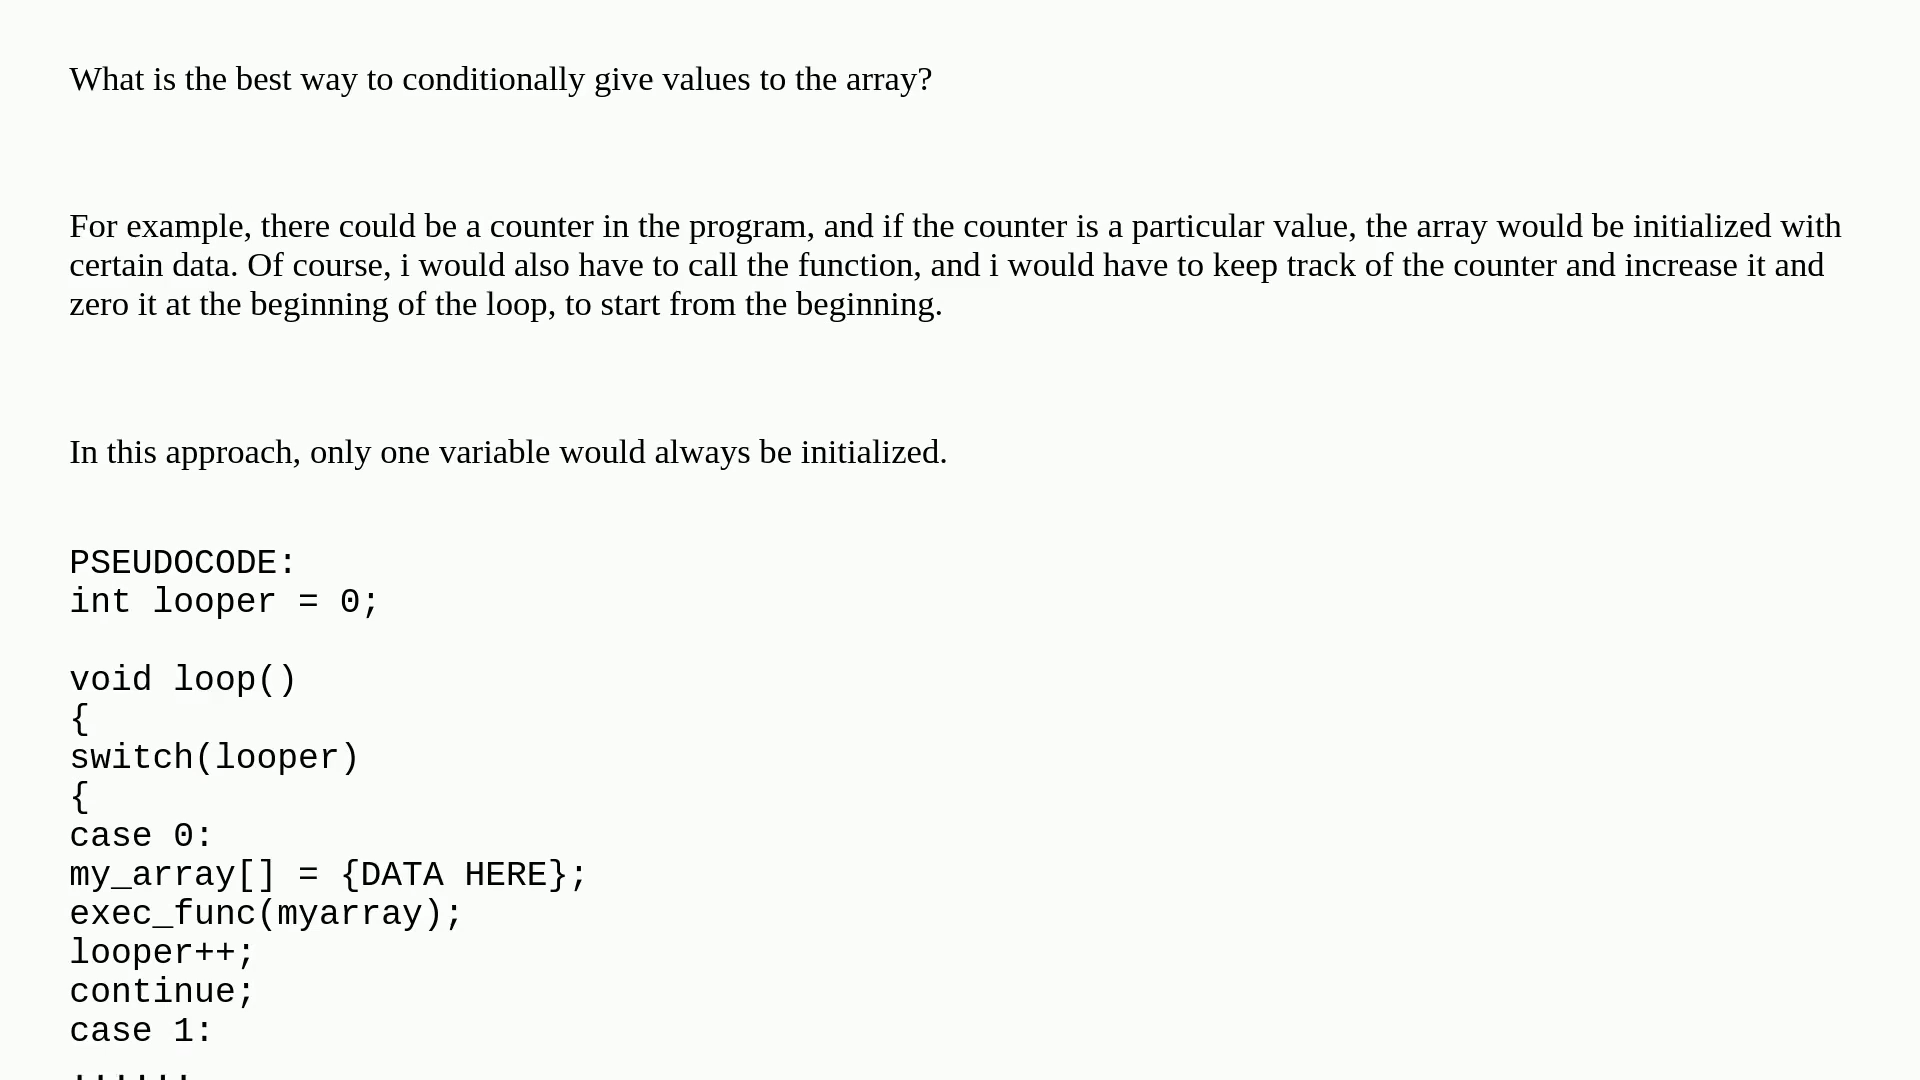 What is the best way to conditionally give values to the array?
For example, there could be a counter in the program, and if the counter is a particular value, the array would be initialized with
certain data. Of course, i would also have to call the function, and i would have to keep track of the counter and increase it and
zero it at the beginning of the loop, to start from the beginning.
In this approach, only one variable would always be initialized.
PSEUDOCODE:
int looper = 0;
void loop()
{
switch(looper)
{
case 0:
my_array[] = {DATA HERE};
exec_func(myarray);
looper++;
continue;
case 1:
......